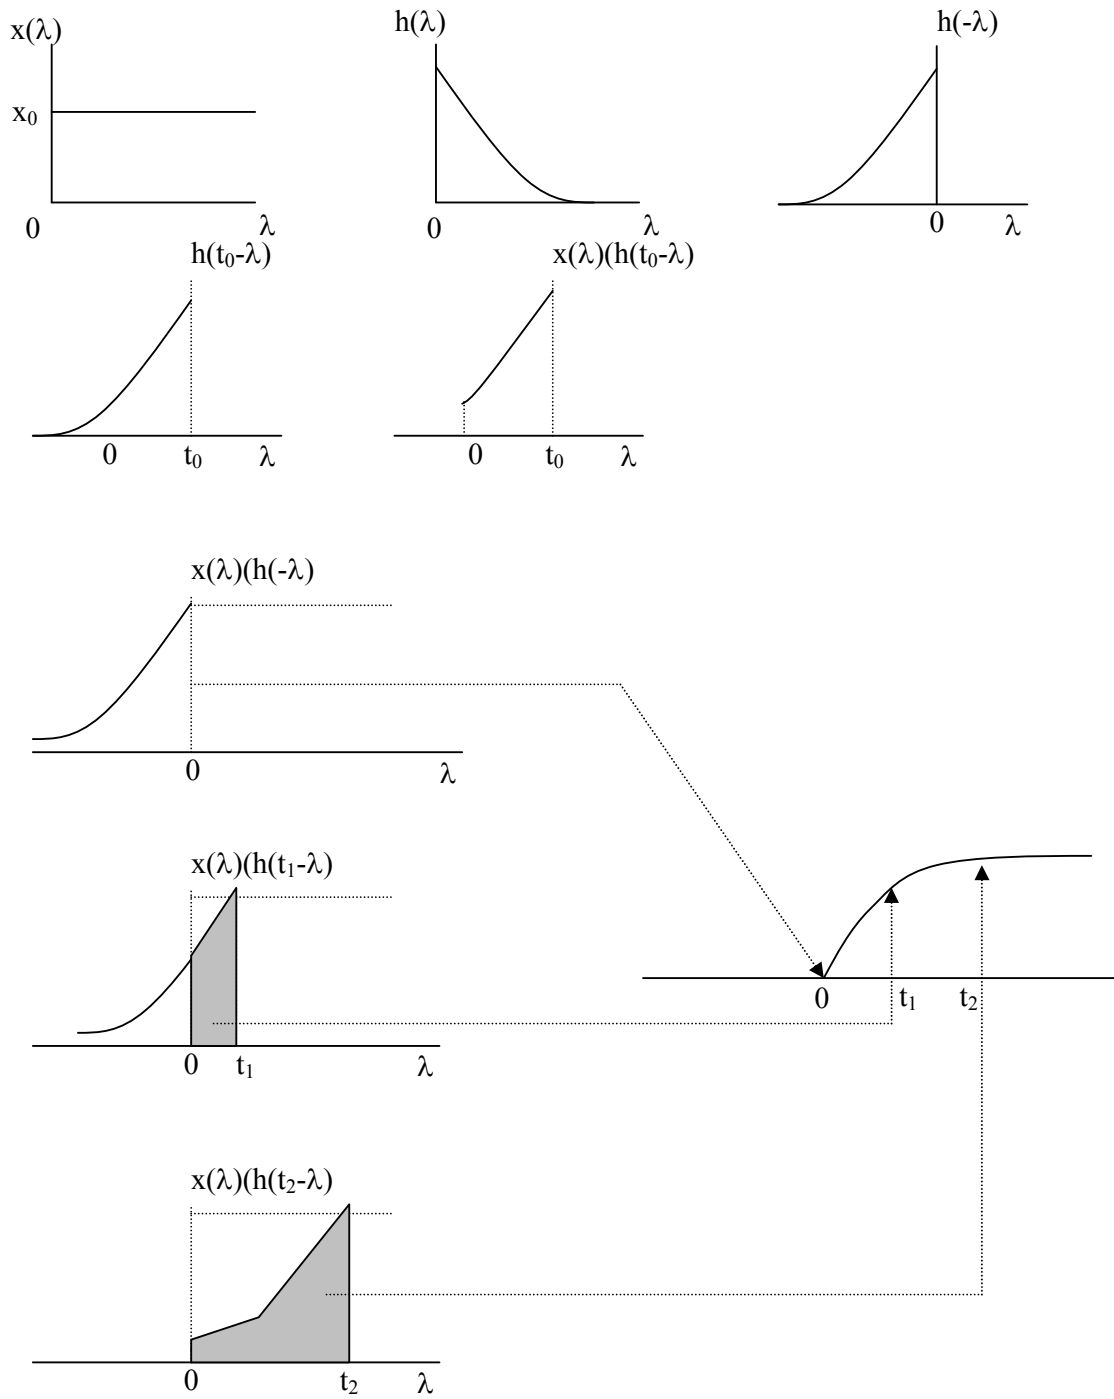 x(λ)
h(λ)
h(-λ)
x₀
0
λ
0
λ
0
λ
h(t₀-λ)
x(λ)(h(t₀-λ)
0
t₀
λ
0
t₀
λ
x(λ)(h(-λ)
0
λ
x(λ)(h(t₁-λ)
0
t₁
λ
0
t₁
t₂
x(λ)(h(t₂-λ)
0
t₂
λ